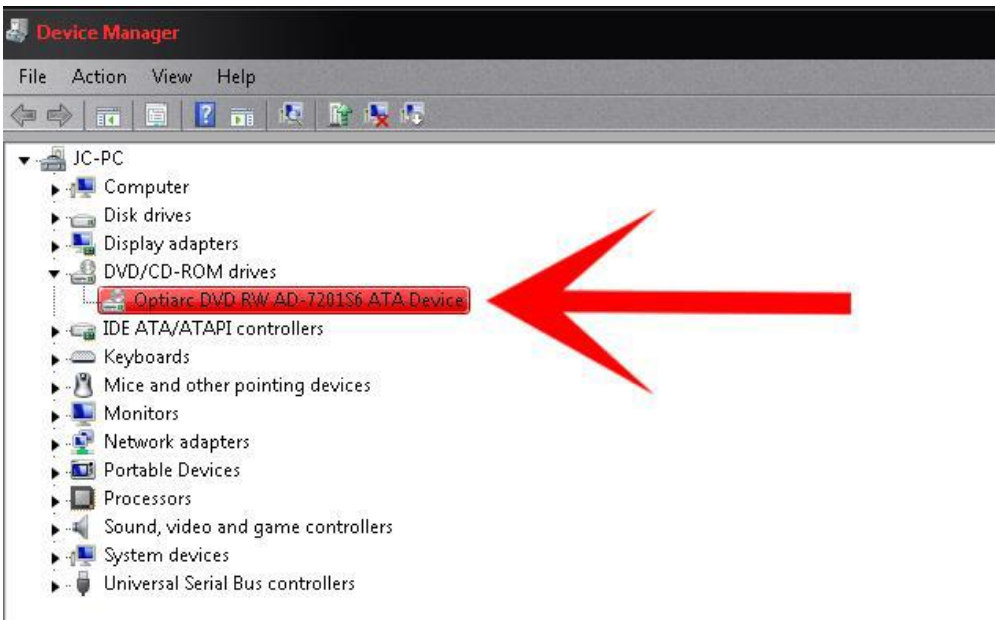 Device Manager
File Action View Help
JC-PC
Computer
Disk drives
Display adapters
DVD/CD-ROM drives
Optiarc DVD RW AD-7201S6 ATA Device
IDE ATA/ATAPI controllers
Keyboards
Mice and other pointing devices
Monitors
Network adapters
Portable Devices
Processors
Sound, video and game controllers
System devices
Universal Serial Bus controllers